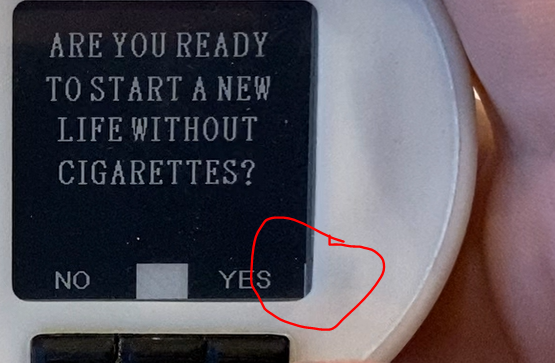 ARE YOU READY
TO START A NEW
LIFE WITHOUT
CIGARETTES?
NO YES